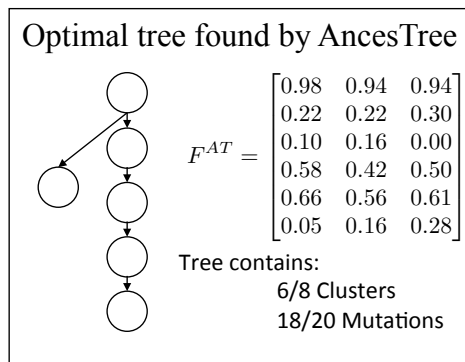 Optimal tree found by AncesTree
0.98 0.94 0.94
0.22 0.22 0.30
0.10 0.16 0.00
F^{AT} =
0.58 0.42 0.50
0.66 0.56 0.61
0.05 0.16 0.28
Tree contains:
6/8 Clusters
18/20 Mutations